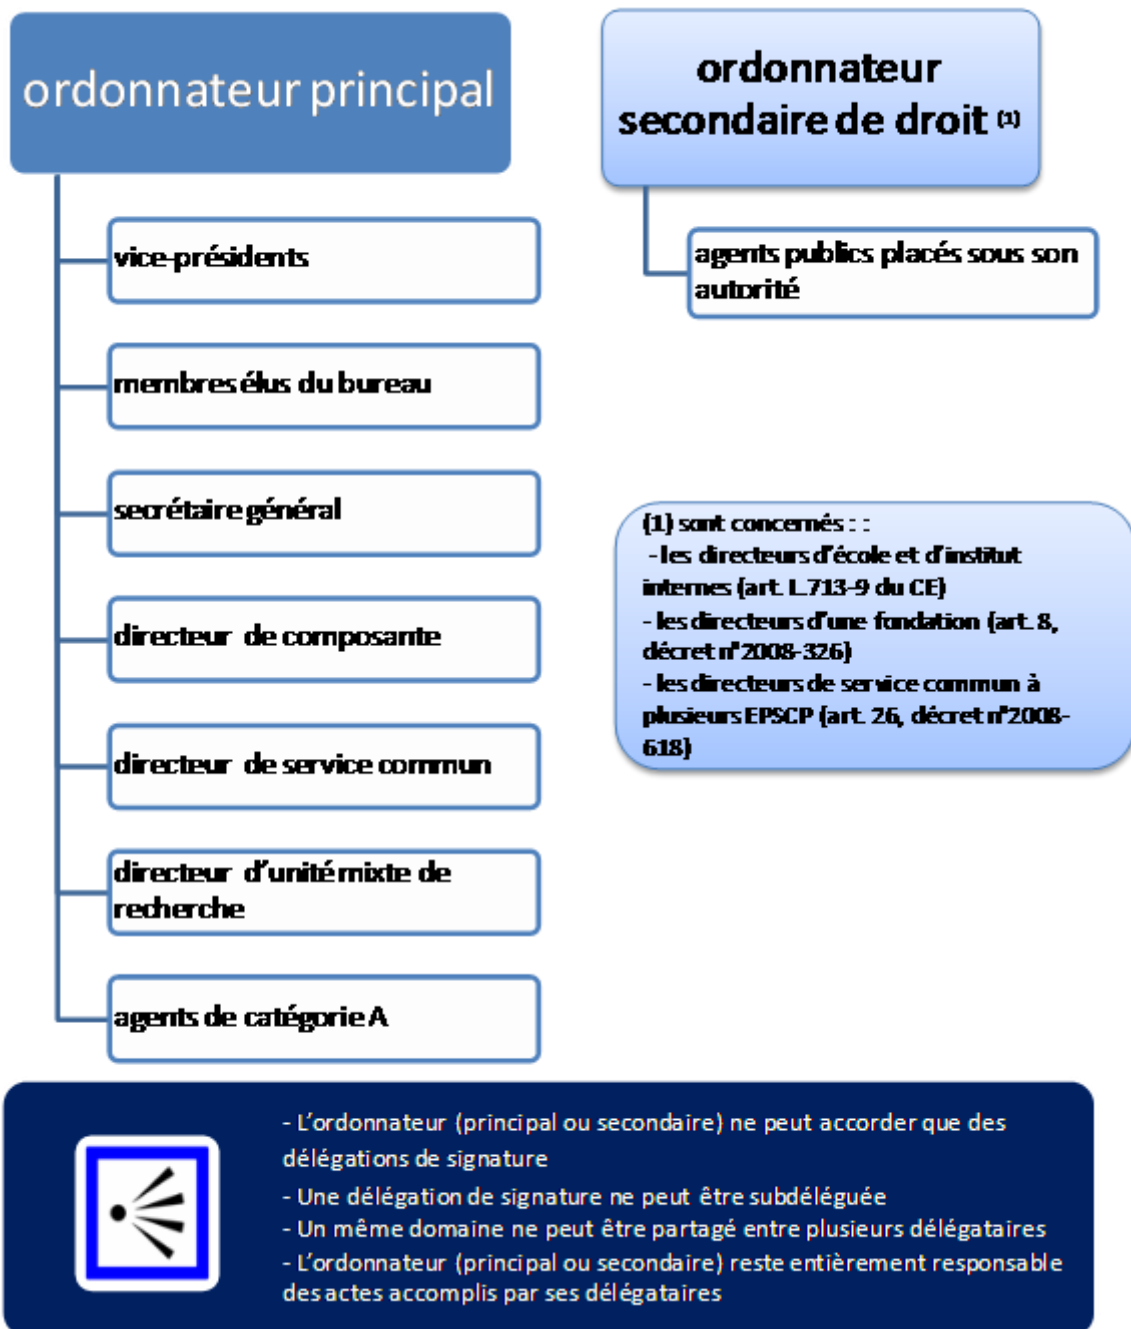 ordonnateur principal
vice-présidents
membres élus du bureau
secrétaire général
directeur de composante
directeur de service commun
directeur d'unité mixte de
recherche
agents de catégorie A
ordonnateur
secondaire de droit (1)
agents publics placés sous son
autorité
(1) sont concernés : :
- les directeurs d'école et d'institut
internes (art. L.713-9 du CE)
- les directeurs d'une fondation (art. 8,
décret n°2008-326)
- les directeurs de service commun à
plusieurs EPSCP (art. 26, décret n°2008-
618)
- L'ordonnateur (principal ou secondaire) ne peut accorder que des
délégations de signature
- Une délégation de signature ne peut être subdéléguée
- Un même domaine ne peut être partagé entre plusieurs délégataires
- L'ordonnateur (principal ou secondaire) reste entièrement responsable
des actes accomplis par ses délégataires